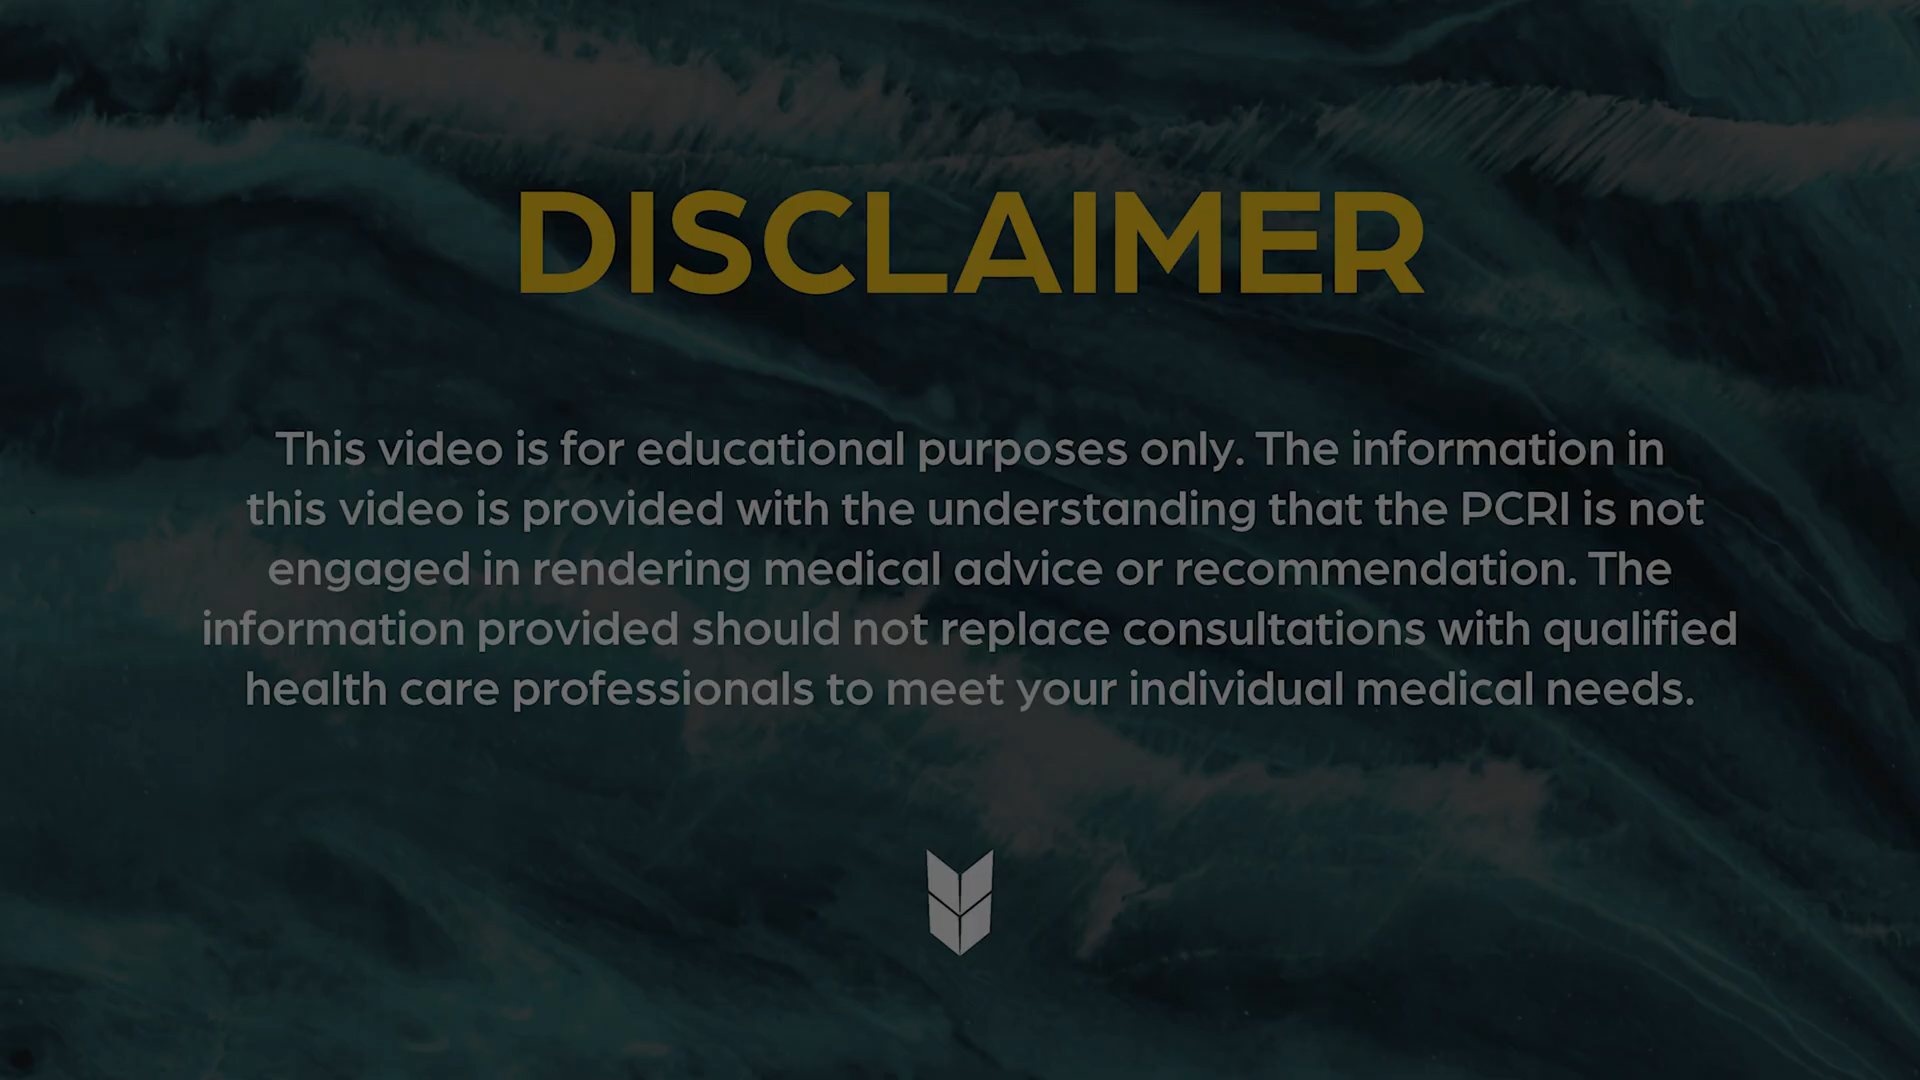 DISCLAIMER
This video is for educational purposes only. The information in
this video is provided with the understanding that the PCRI is not
engaged in rendering medical advice or recommendation. The
information provided should not replace consultations with qualified
health care professionals to meet your individual medical needs.